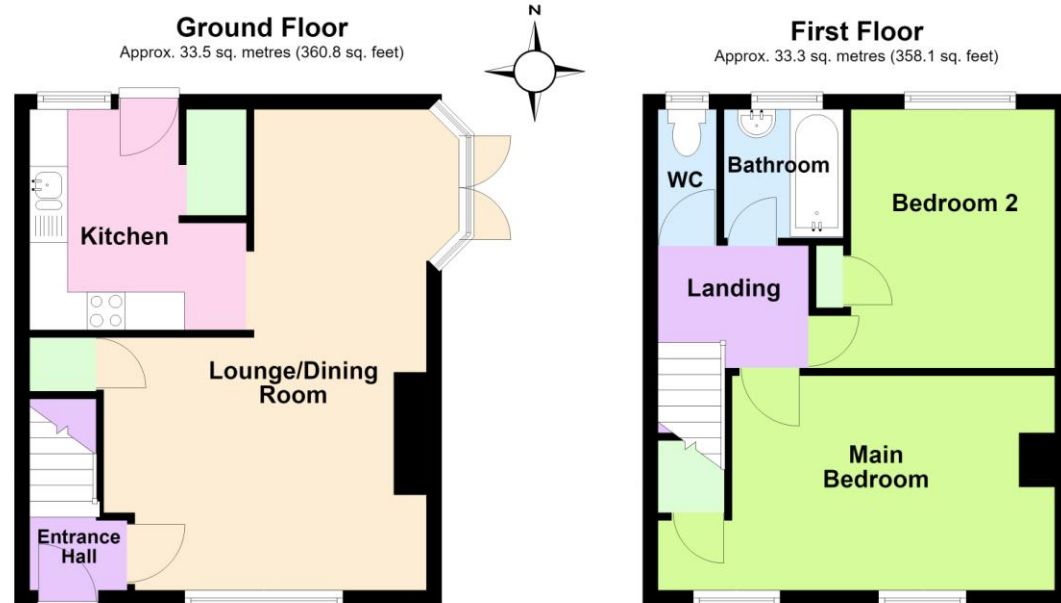 Ground Floor
Approx. 33.5 sq. metres (360.8 sq. feet)
N
First Floor
Approx. 33.3 sq. metres (358.1 sq. feet)
Kitchen
Lounge/Dining
Room
Entrance
Hall
WC
Bathroom
Bedroom 2
Landing
Main
Bedroom